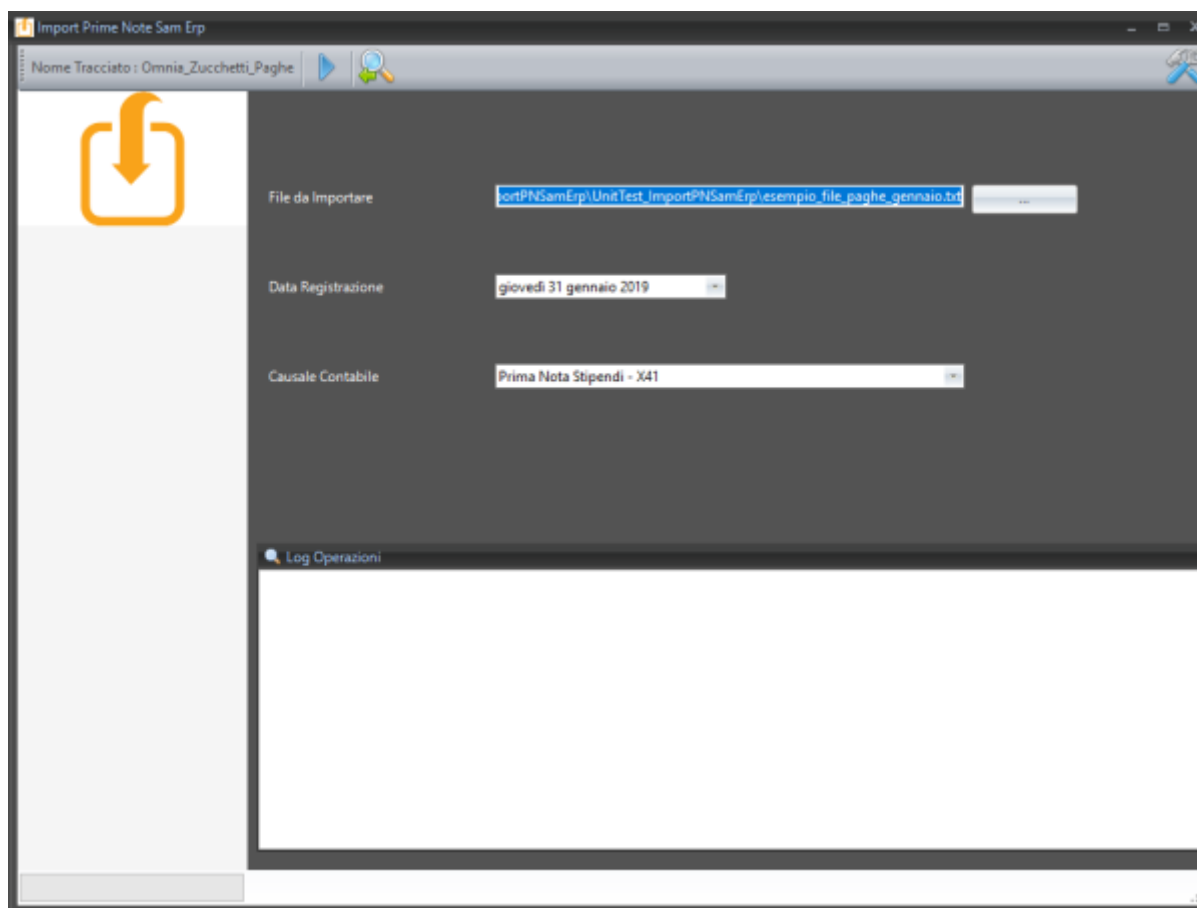 Import Prime Note Sam Erp
Nome Tracciato : Omnia_Zucchetti_Paghe
File da Importare
portPNSamErp\UnitTest_ImportPNSamErp\esempio_file_paghe_gennaio.txt
...
Data Registrazione
giovedì 31 gennaio 2019
Causale Contabile
Prima Nota Stipendi - X41
Log Operazioni